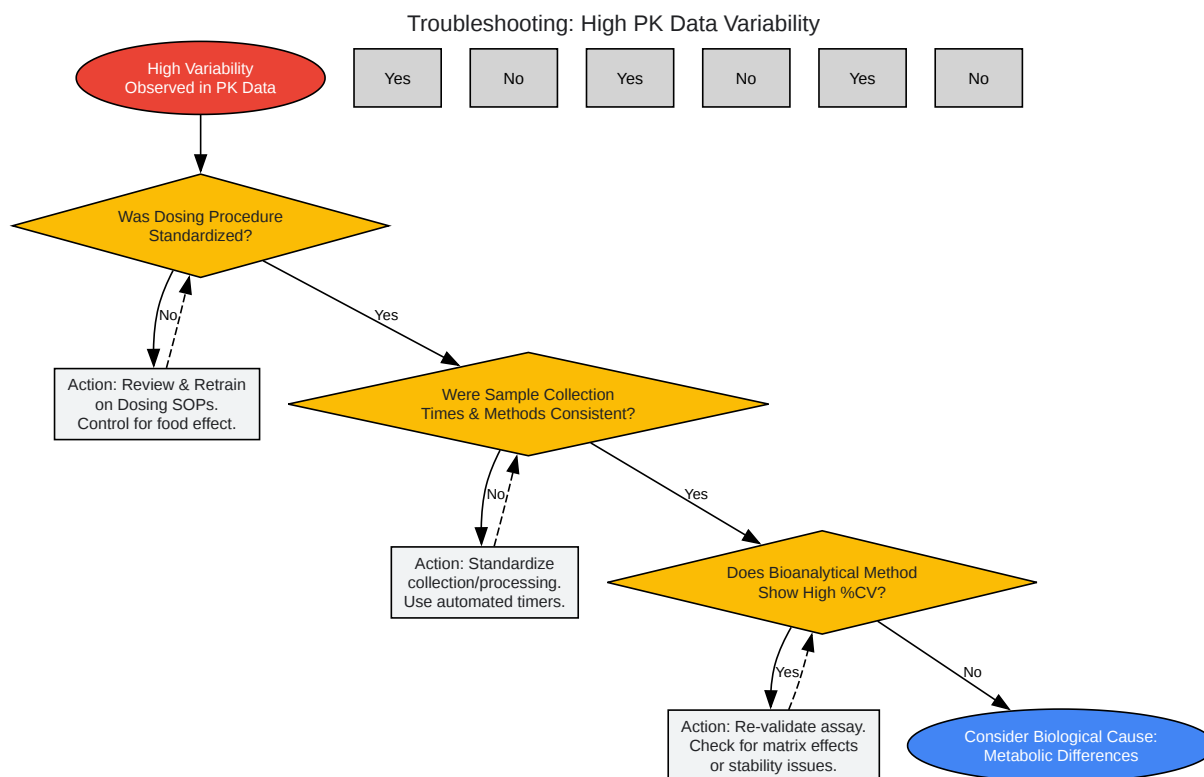 Troubleshooting: High PK Data Variability
High Variability
Observed in PK Data
Yes
No
Yes
No
Yes
No
Was Dosing Procedure
Standardized?
No
Yes
Action: Review & Retrain
on Dosing SOPs.
Control for food effect.
Were Sample Collection
Times & Methods Consistent?
No
Yes
Action: Standardize
collection/processing.
Use automated timers.
Does Bioanalytical Method
Show High %CV?
Yes
No
Action: Re-validate assay.
Check for matrix effects
or stability issues.
Consider Biological Cause:
Metabolic Differences